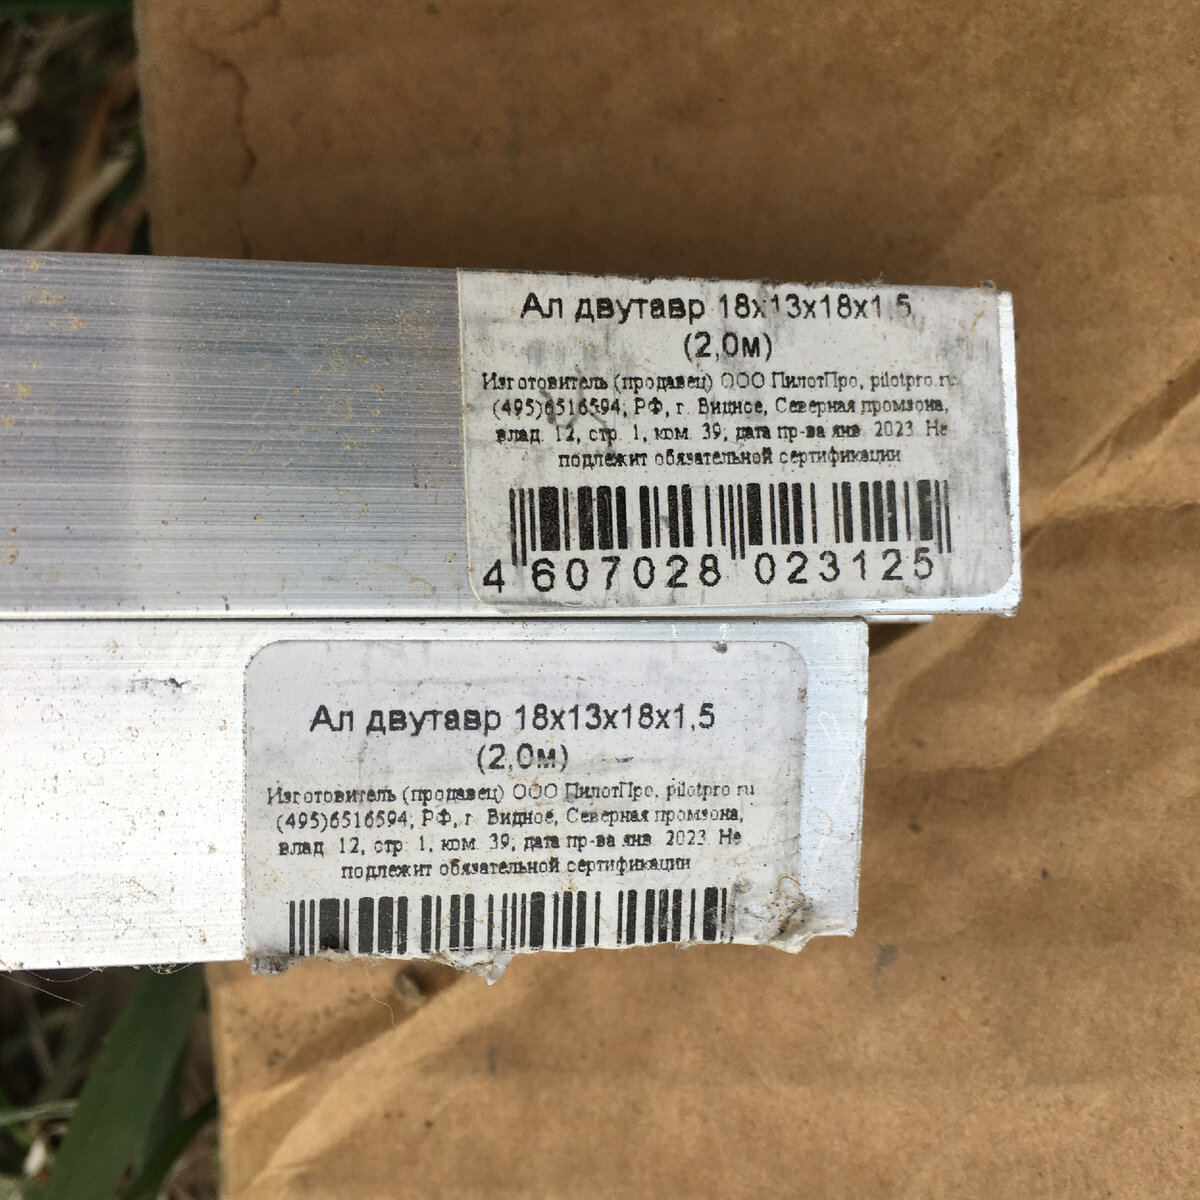 Ал двутавр 18x13x18x1,5
(2,0м)
Изготовитель (продавец) ООО ПилотПро, pilotpro.ru
(495)6516594, РФ, г. Видное, Северная промзона,
влад. 12, стр. 1, ком. 39; дата пр-ва янв. 2023. Не
подлежит обязательной сертификации
4 607028 023125
Ал двутавр 18x13x18x1,5
(2,0м)
Изготовитель (продавец) ООО ПилотПро, pilotpro.ru
(495)6516594, РФ, г. Видное, Северная промзона,
влад. 12, стр. 1, ком. 39; дата пр-ва янв. 2023. Не
подлежит обязательной сертификации